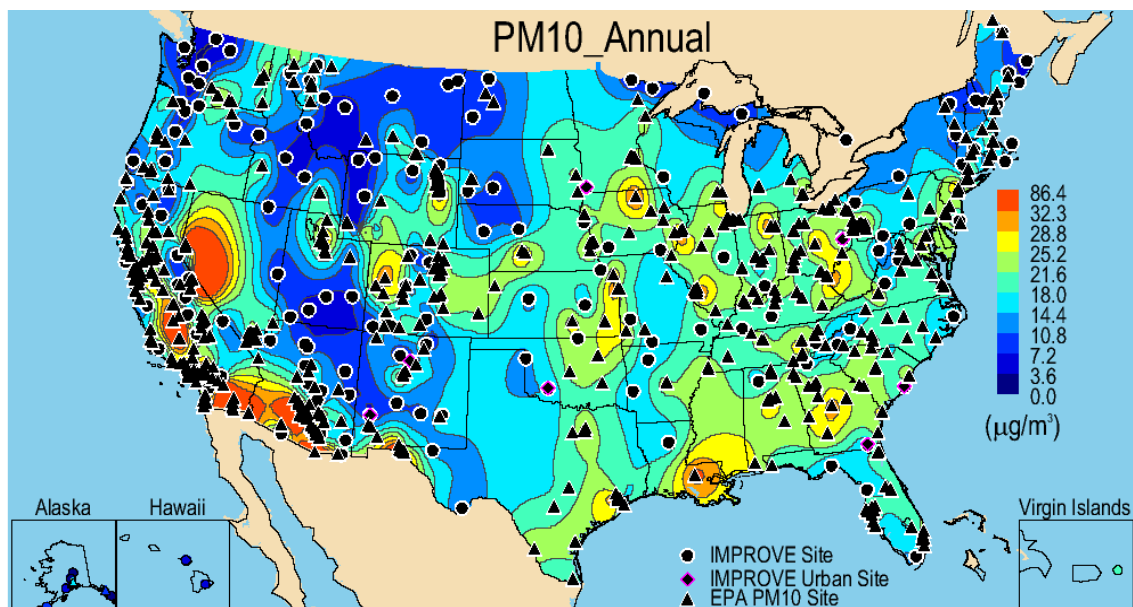 PM10_Annual
86.4
32.3
28.8
25.2
21.6
18.0
14.4
10.8
7.2
3.6
0.0
(μg/m³)
Alaska
Hawaii
Virgin Islands
IMPROVE Site
IMPROVE Urban Site
EPA PM10 Site